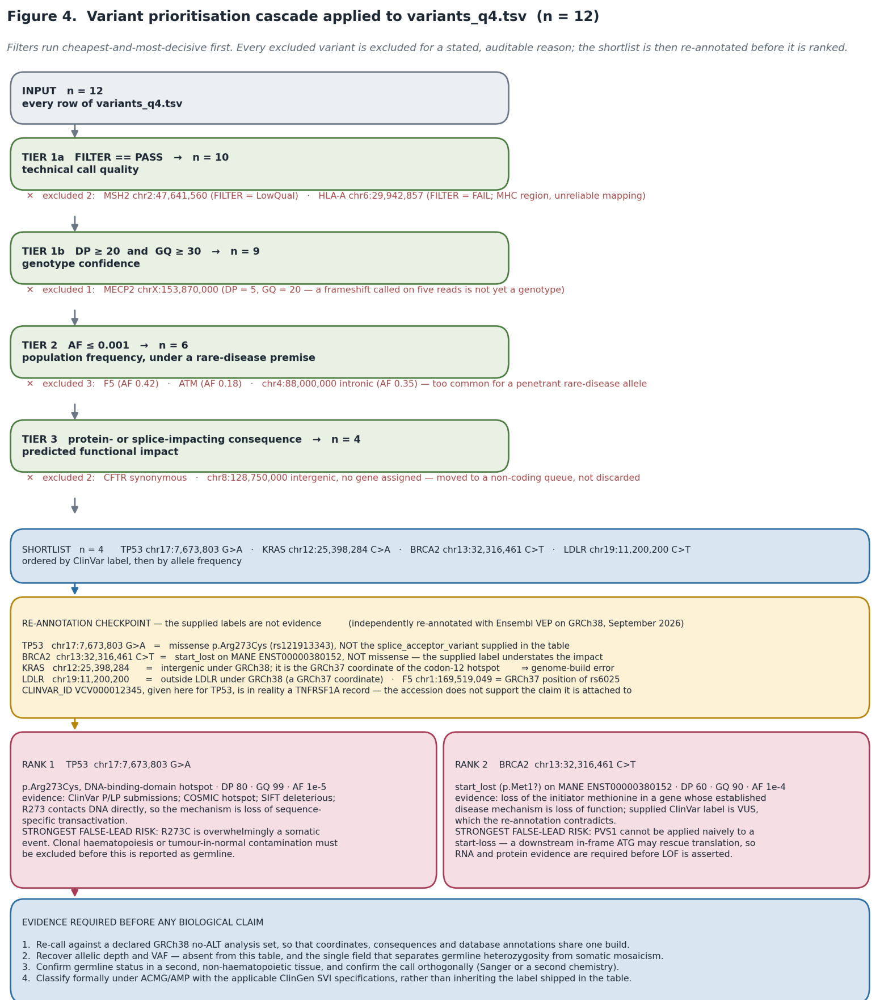 Figure 4.  Variant prioritisation cascade applied to variants_q4.tsv  (n = 12)
Filters run cheapest-and-most-decisive first. Every excluded variant is excluded for a stated, auditable reason; the shortlist is then re-annotated before it is ranked.
INPUT   n = 12
every row of variants_q4.tsv
TIER 1a   FILTER == PASS   →   n = 10
technical call quality
✕   excluded 2:   MSH2 chr2:47,641,560 (FILTER = LowQual)   ·   HLA-A chr6:29,942,857 (FILTER = FAIL; MHC region, unreliable mapping)
TIER 1b   DP ≥ 20  and  GQ ≥ 30   →   n = 9
genotype confidence
✕   excluded 1:   MECP2 chrX:153,870,000 (DP = 5, GQ = 20 — a frameshift called on five reads is not yet a genotype)
TIER 2   AF ≤ 0.001   →   n = 6
population frequency, under a rare-disease premise
✕   excluded 3:   F5 (AF 0.42)   ·   ATM (AF 0.18)   ·   chr4:88,000,000 intronic (AF 0.35) — too common for a penetrant rare-disease allele
TIER 3   protein- or splice-impacting consequence   →   n = 4
predicted functional impact
✕   excluded 2:   CFTR synonymous   ·   chr8:128,750,000 intergenic, no gene assigned — moved to a non-coding queue, not discarded
SHORTLIST   n = 4      TP53 chr17:7,673,803 G>A   ·   KRAS chr12:25,398,284 C>A   ·   BRCA2 chr13:32,316,461 C>T   ·   LDLR chr19:11,200,200 C>T
ordered by ClinVar label, then by allele frequency
RE-ANNOTATION CHECKPOINT — the supplied labels are not evidence          (independently re-annotated with Ensembl VEP on GRCh38, September 2026)
TP53   chr17:7,673,803 G>A   =   missense p.Arg273Cys (rs121913343), NOT the splice_acceptor_variant supplied in the table
BRCA2  chr13:32,316,461 C>T  =   start_lost on MANE ENST00000380152, NOT missense — the supplied label understates the impact
KRAS   chr12:25,398,284      =   intergenic under GRCh38; it is the GRCh37 coordinate of the codon-12 hotspot        ⇒ genome-build error
LDLR   chr19:11,200,200      =   outside LDLR under GRCh38 (a GRCh37 coordinate)   ·   F5 chr1:169,519,049 = GRCh37 position of rs6025
CLINVAR_ID VCV000012345, given here for TP53, is in reality a TNFRSF1A record — the accession does not support the claim it is attached to
RANK 1    TP53  chr17:7,673,803 G>A
p.Arg273Cys, DNA-binding-domain hotspot · DP 80 · GQ 99 · AF 1e-5
evidence: ClinVar P/LP submissions; COSMIC hotspot; SIFT deleterious;
R273 contacts DNA directly, so the mechanism is loss of sequence-
specific transactivation.
STRONGEST FALSE-LEAD RISK: R273C is overwhelmingly a somatic
event. Clonal haematopoiesis or tumour-in-normal contamination must
be excluded before this is reported as germline.
RANK 2    BRCA2  chr13:32,316,461 C>T
start_lost (p.Met1?) on MANE ENST00000380152 · DP 60 · GQ 90 · AF 1e-4
evidence: loss of the initiator methionine in a gene whose established
disease mechanism is loss of function; supplied ClinVar label is VUS,
which the re-annotation contradicts.
STRONGEST FALSE-LEAD RISK: PVS1 cannot be applied naively to a
start-loss — a downstream in-frame ATG may rescue translation, so
RNA and protein evidence are required before LOF is asserted.
EVIDENCE REQUIRED BEFORE ANY BIOLOGICAL CLAIM
1.  Re-call against a declared GRCh38 no-ALT analysis set, so that coordinates, consequences and database annotations share one build.
2.  Recover allelic depth and VAF — absent from this table, and the single field that separates germline heterozygosity from somatic mosaicism.
3.  Confirm germline status in a second, non-haematopoietic tissue, and confirm the call orthogonally (Sanger or a second chemistry).
4.  Classify formally under ACMG/AMP with the applicable ClinGen SVI specifications, rather than inheriting the label shipped in the table.